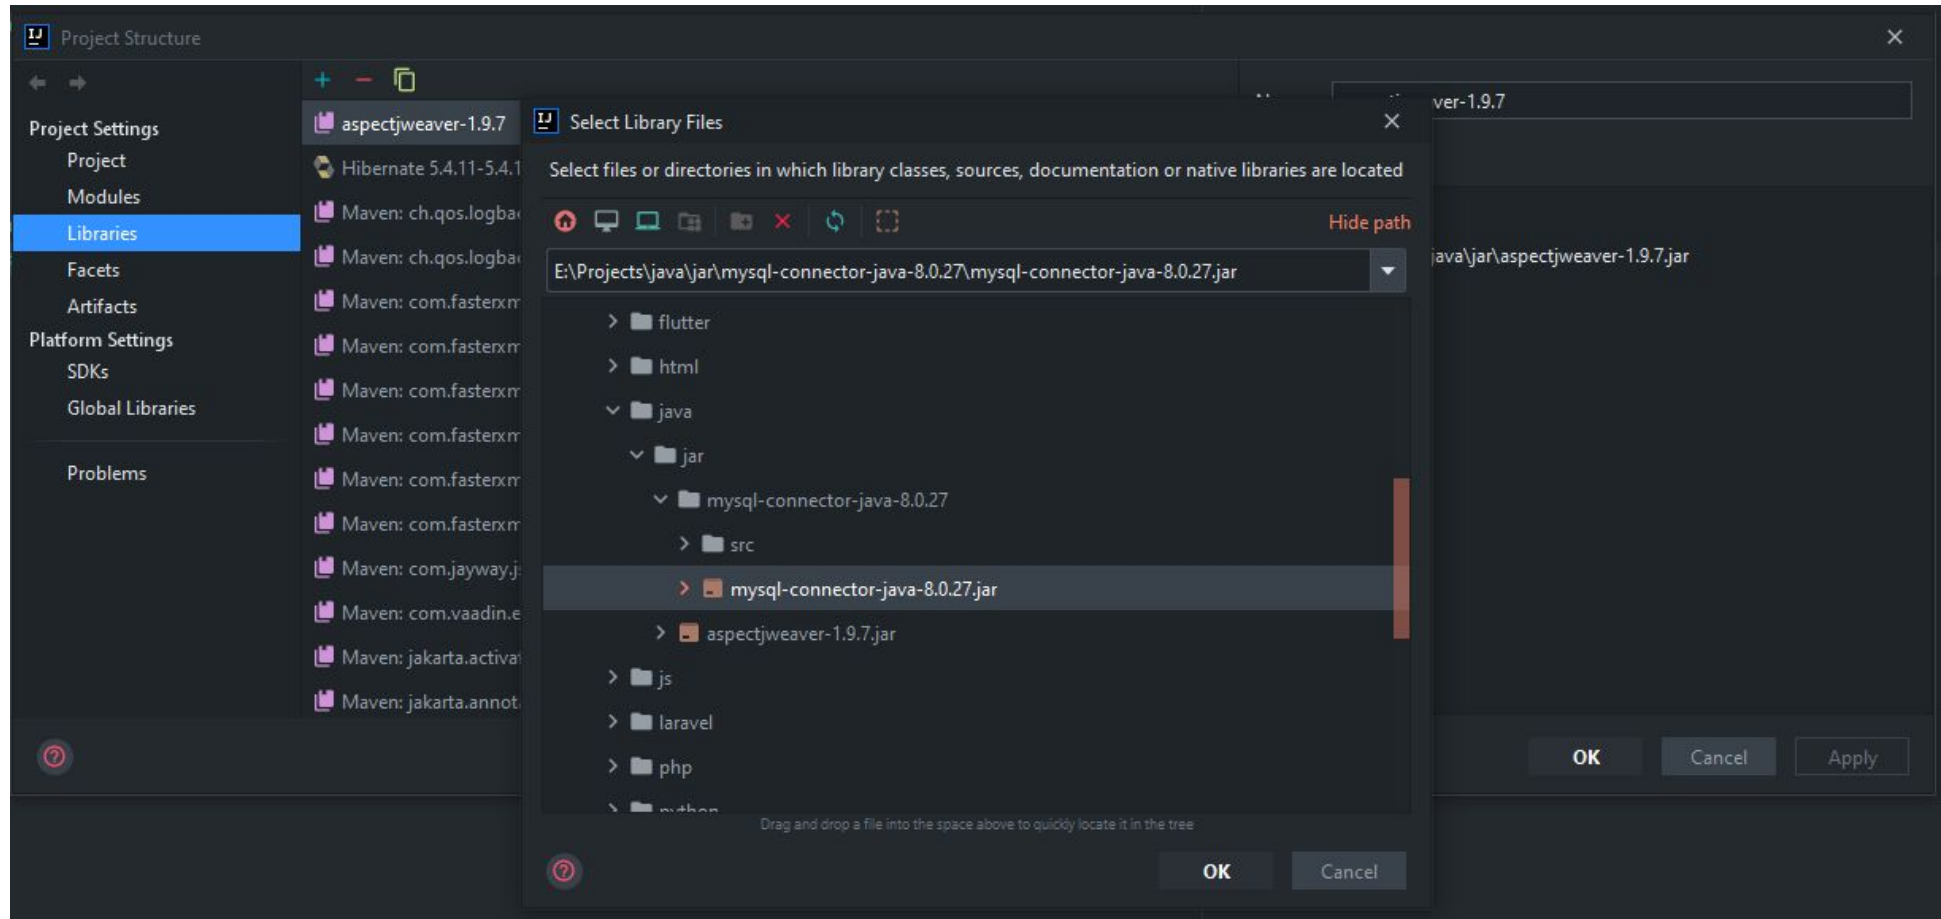 Project Structure
Project Settings
Project
Modules
Libraries
Facets
Artifacts
Platform Settings
SDKs
Global Libraries
Problems
aspectjweaver-1.9.7
Hibernate 5.4.11-5.4.1
Maven: ch.qos.logba
Maven: ch.qos.logba
Maven: com.fasterxm
Maven: com.fasterxm
Maven: com.fasterxm
Maven: com.fasterxm
Maven: com.fasterxm
Maven: com.fasterxm
Maven: com.jayway.j
Maven: com.vaadin.e
Maven: jakarta.activa
Maven: jakarta.annot
Select Library Files
Select files or directories in which library classes, sources, documentation or native libraries are located
Hide path
E:\Projects\java\jar\mysql-connector-java-8.0.27\mysql-connector-java-8.0.27.jar
flutter
html
java
jar
mysql-connector-java-8.0.27
src
mysql-connector-java-8.0.27.jar
aspectjweaver-1.9.7.jar
js
laravel
php
python
Drag and drop a file into the space above to quickly locate it in the tree
OK
Cancel
ver-1.9.7
java\jar\aspectjweaver-1.9.7.jar
OK
Cancel
Apply